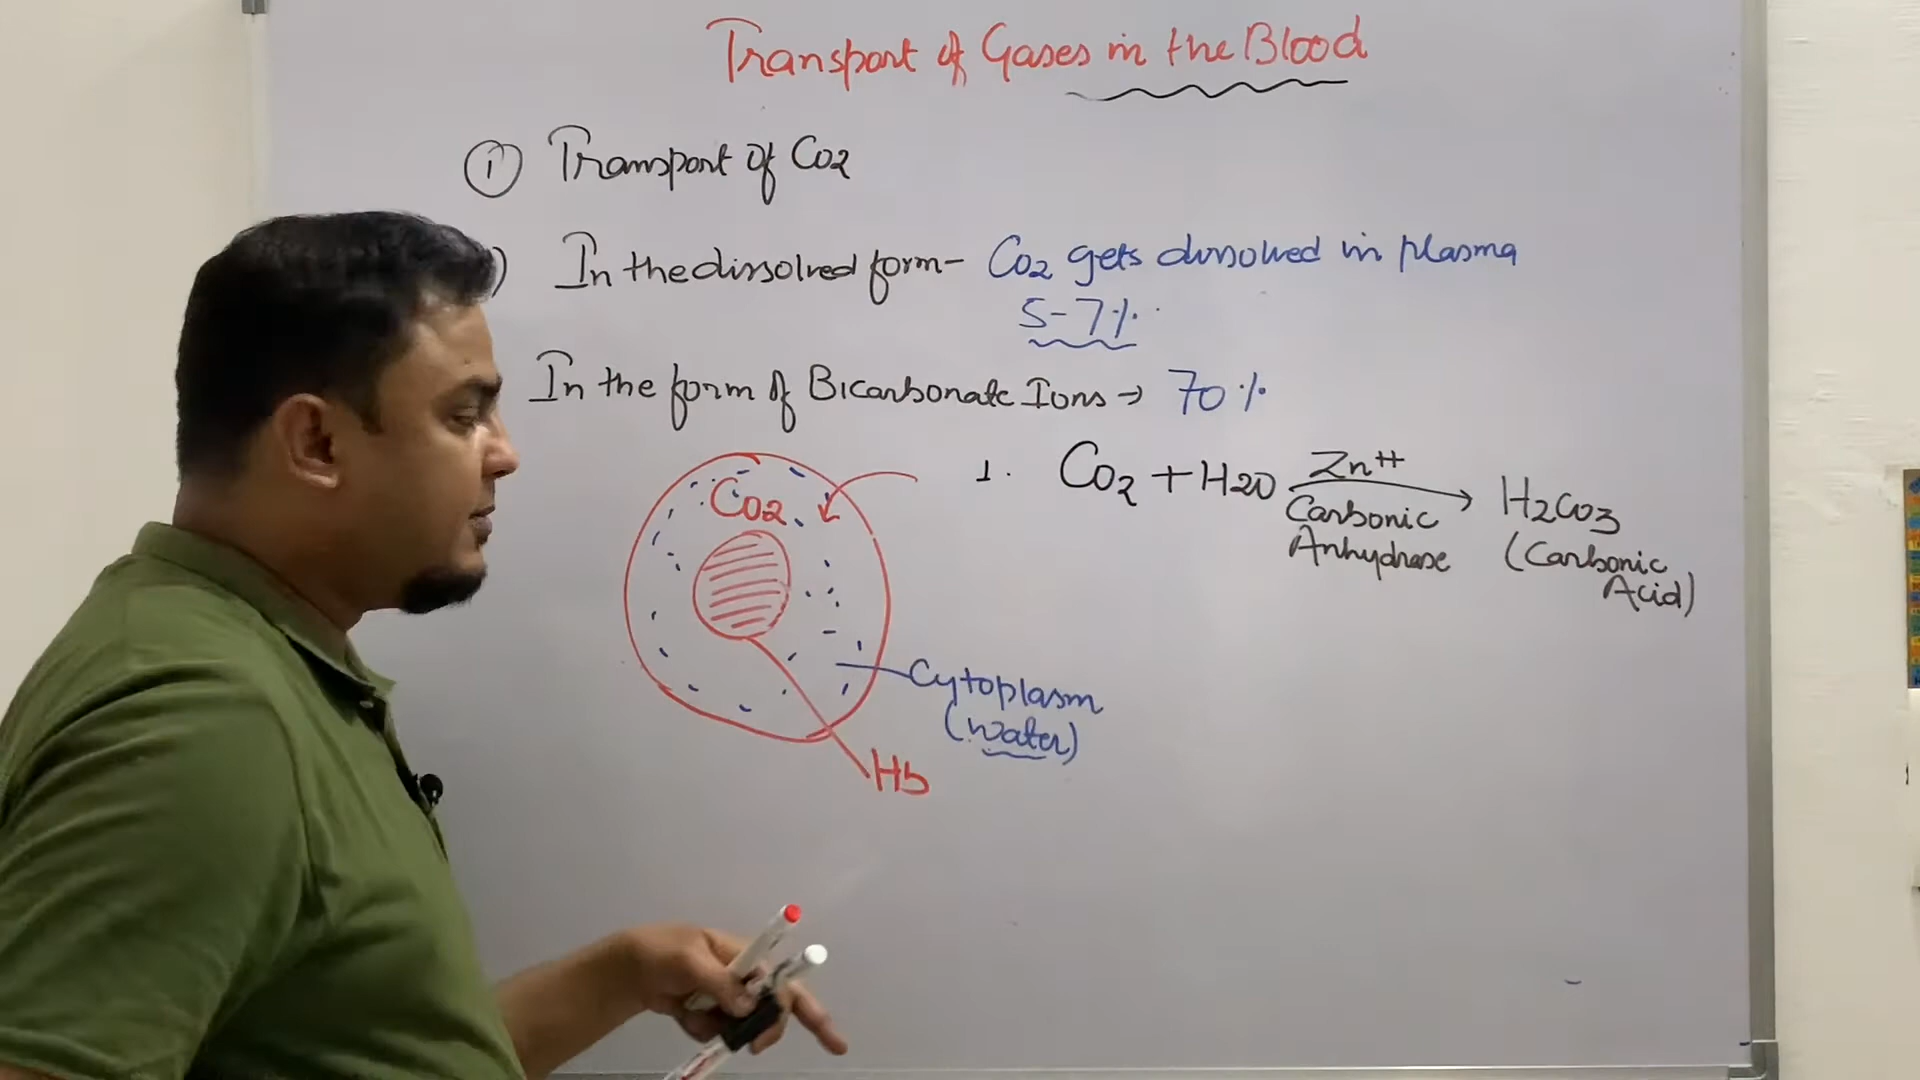 Transport of Gases in the Blood
1 Transport of Co2
) In the dissolved form - Co2 gets dissolved in plasma
5-7%.
In the form of Bicarbonate Ions → 70%
Co2
1. Co2 + H2O Zn++ → H2Co3
Carbonic
Anhydrase
(Carbonic
Acid)
Cytoplasm
(Water)
Hb